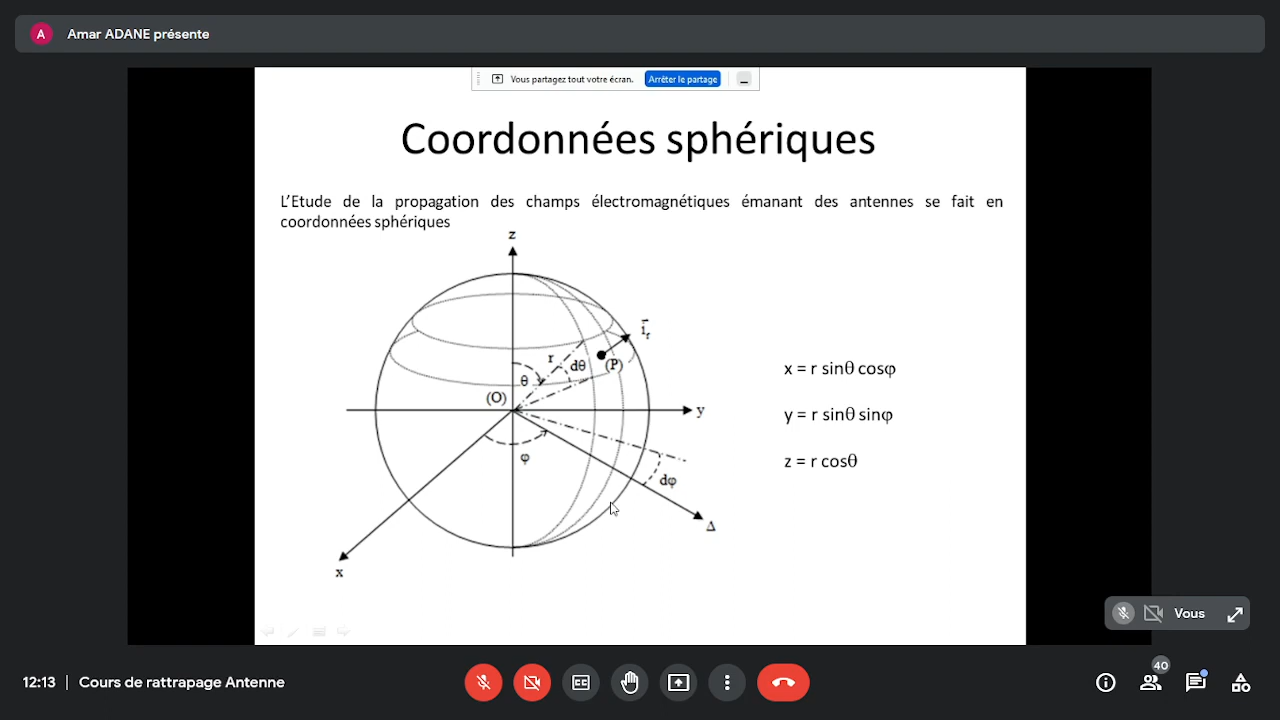 A Amar ADANE présente
Vous partagez tout votre écran. Arrêter le partage
Coordonnées sphériques
L’Etude de la propagation des champs électromagnétiques émanant des antennes se fait en
coordonnées sphériques
z
i⃗r
r
dθ
(P)
θ
(O)
y
φ
dφ
Δ
x
x = r sinθ cosφ
y = r sinθ sinφ
z = r cosθ
Vous
12:13 | Cours de rattrapage Antenne
40